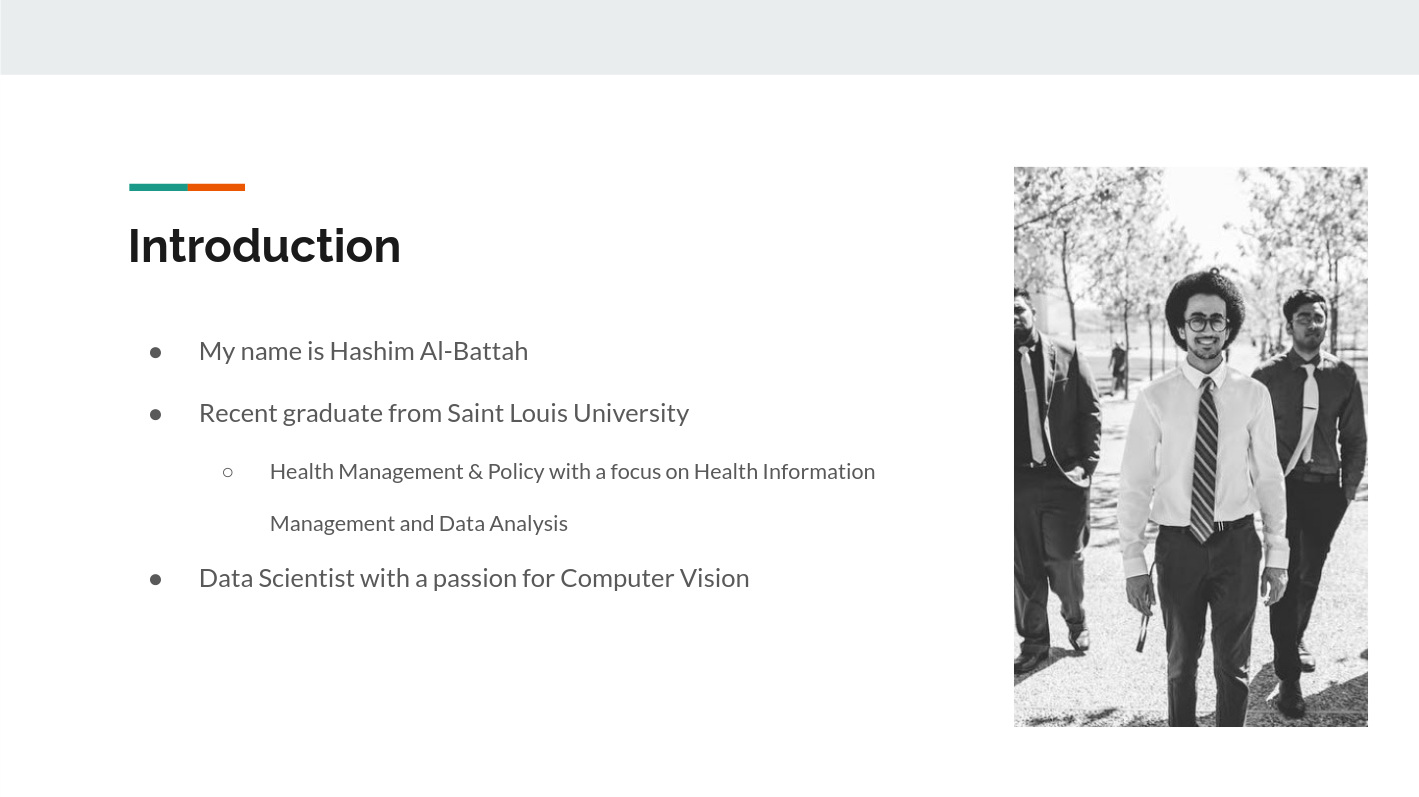 Introduction
● My name is Hashim Al-Battah
● Recent graduate from Saint Louis University
○ Health Management & Policy with a focus on Health Information
Management and Data Analysis
● Data Scientist with a passion for Computer Vision